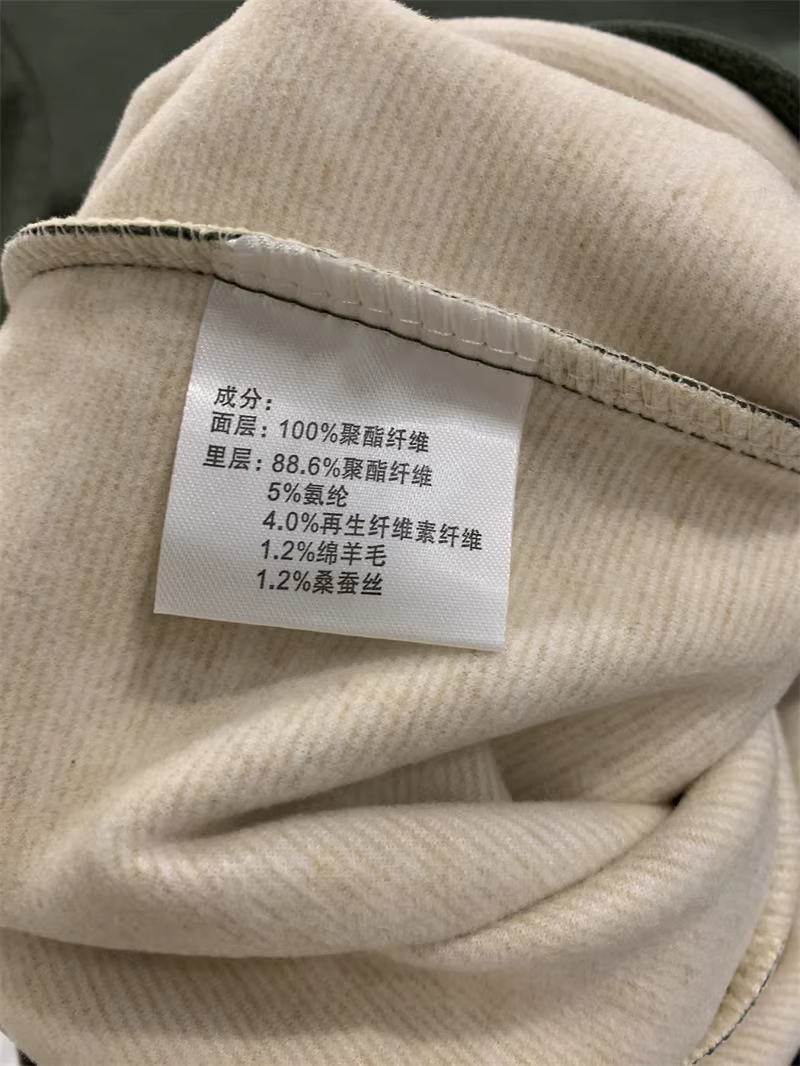 成分:
面层: 100%聚酯纤维
里层: 88.6%聚酯纤维
5%氨纶
4.0%再生纤维素纤维
1.2%绵羊毛
1.2%桑蚕丝